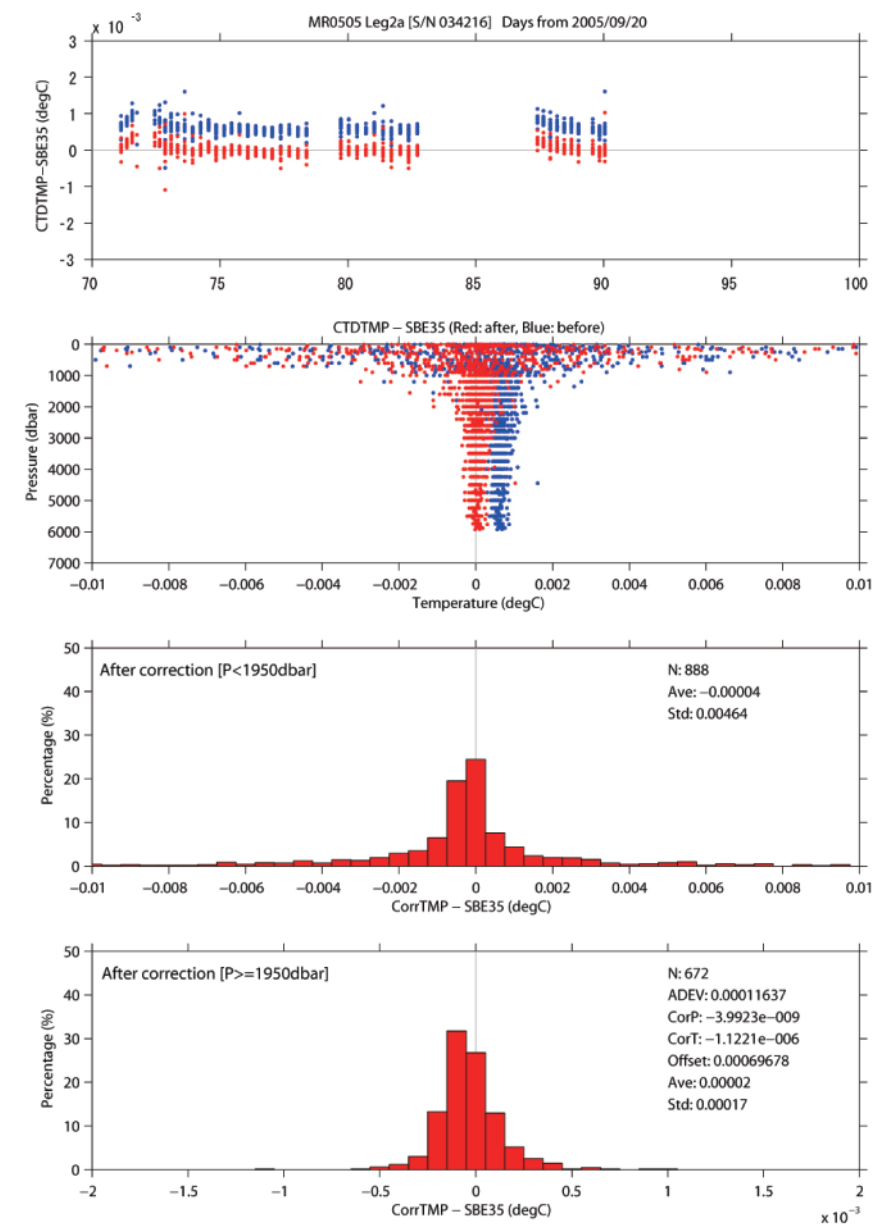 x 10⁻³
MR0505 Leg2a [S/N 034216] Days from 2005/09/20
CTDTMP−SBE35 (degC)
3
2
1
0
-1
-2
-3
70 75 80 85 90 95 100
CTDTMP − SBE35 (Red: after, Blue: before)
Pressure (dbar)
0
1000
2000
3000
4000
5000
6000
7000
−0.01 −0.008 −0.006 −0.004 −0.002 0 0.002 0.004 0.006 0.008 0.01
Temperature (degC)
After correction [P<1950dbar]
N: 888
Ave: −0.00004
Std: 0.00464
Percentage (%)
50
40
30
20
10
0
−0.01 −0.008 −0.006 −0.004 −0.002 0 0.002 0.004 0.006 0.008 0.01
CorrTMP − SBE35 (degC)
After correction [P>=1950dbar]
N: 672
ADEV: 0.00011637
CorP: −3.9923e−009
CorT: −1.1221e−006
Offset: 0.00069678
Ave: 0.00002
Std: 0.00017
Percentage (%)
50
40
30
20
10
0
−2 −1.5 −1 −0.5 0 0.5 1 1.5 2
CorrTMP − SBE35 (degC)
x 10⁻³